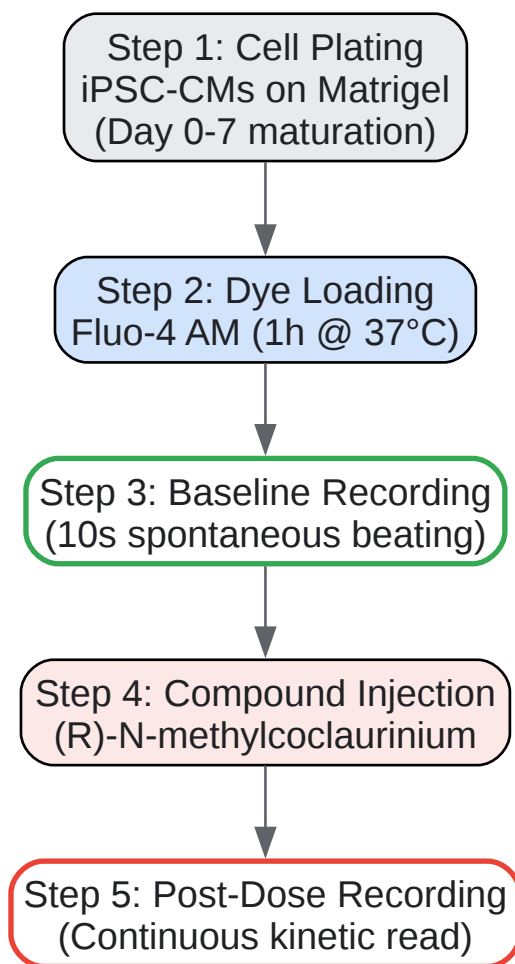 Step 1: Cell Plating
iPSC-CMs on Matrigel
(Day 0-7 maturation)
Step 2: Dye Loading
Fluo-4 AM (1h @ 37°C)
Step 3: Baseline Recording
(10s spontaneous beating)
Step 4: Compound Injection
(R)-N-methylcoclaurinium
Step 5: Post-Dose Recording
(Continuous kinetic read)